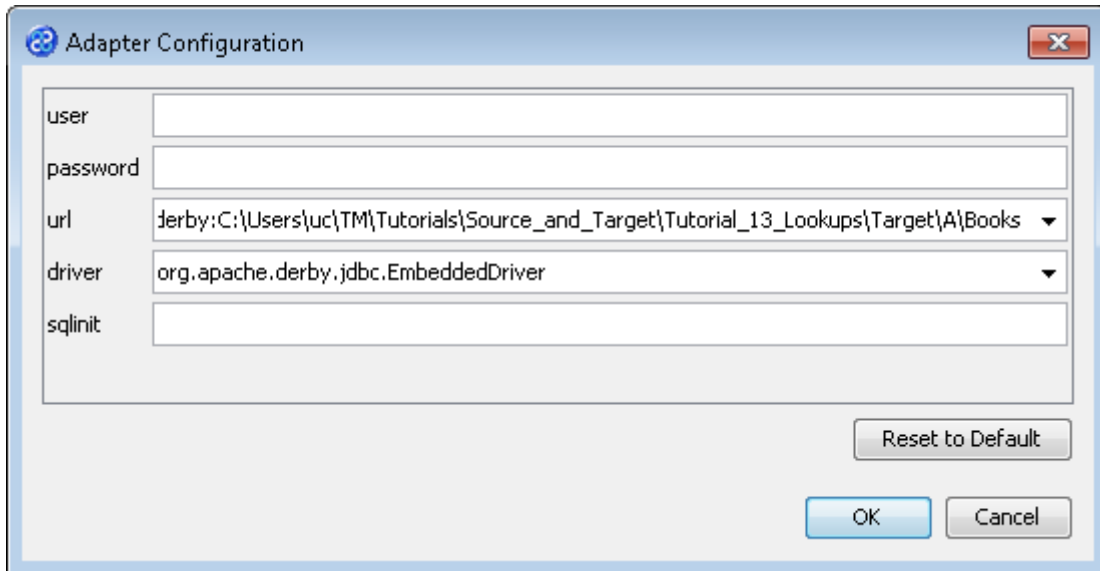 Adapter Configuration
user
password
url derby:C:\Users\uc\TM\Tutorials\Source_and_Target\Tutorial_13_Lookups\Target\A\Books
driver org.apache.derby.jdbc.EmbeddedDriver
sqlinit
Reset to Default
OK Cancel